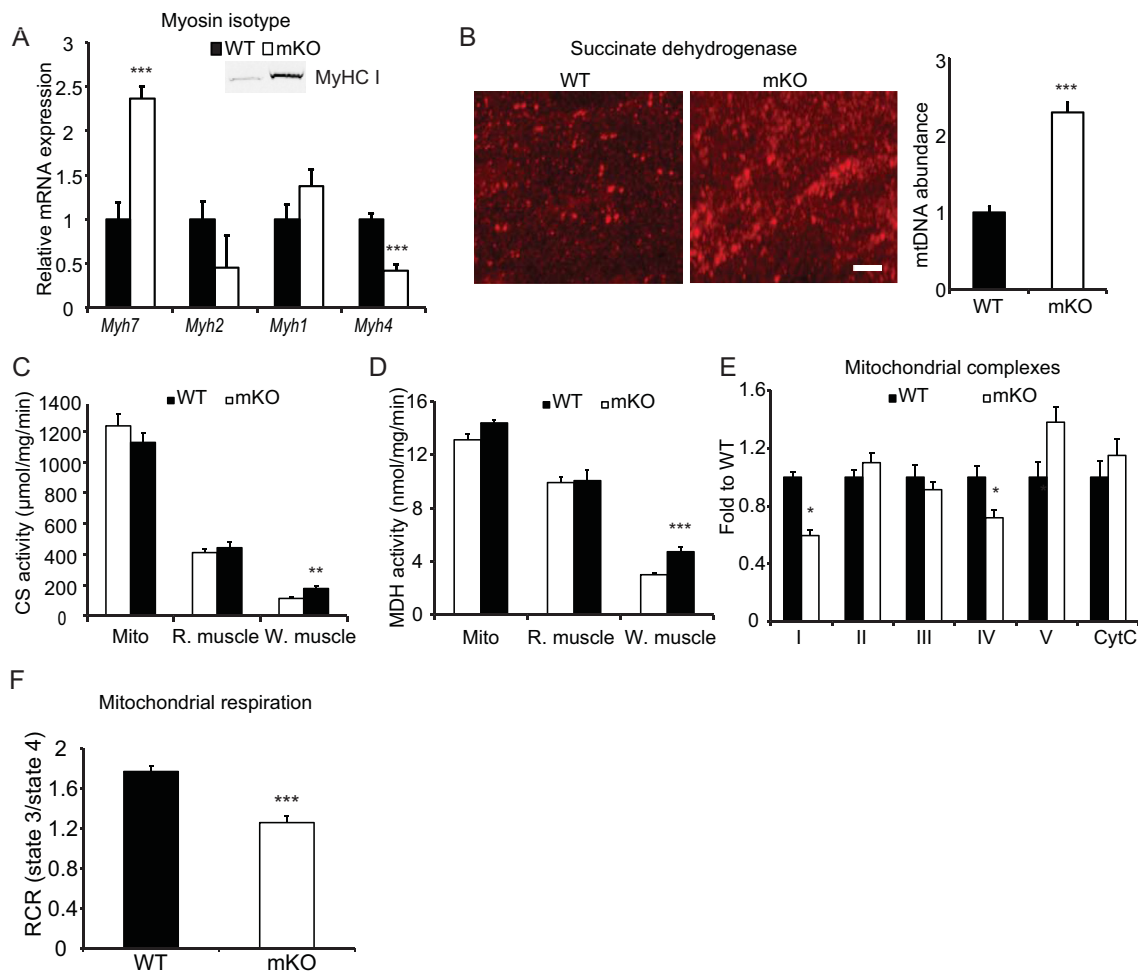 A
Myosin isotype
WT mKO
MyHC I
Relative mRNA expression
3
2.5
2
1.5
1
0.5
0
***
***
Myh7 Myh2 Myh1 Myh4
B
Succinate dehydrogenase
WT mKO
mtDNA abundance
3
2
1
0
***
WT mKO
C
WT mKO
CS activity (μmol/mg/min)
1400
1200
1000
800
600
400
200
0
**
Mito R. muscle W. muscle
D
WT mKO
MDH activity (nmol/mg/min)
16
12
8
4
0
***
Mito R. muscle W. muscle
E
Mitochondrial complexes
WT mKO
Fold to WT
1.6
1.2
0.8
0.4
0
*
*
*
I II III IV V CytC
F
Mitochondrial respiration
RCR (state 3/state 4)
2
1.6
1.2
0.8
0.4
0
***
WT mKO